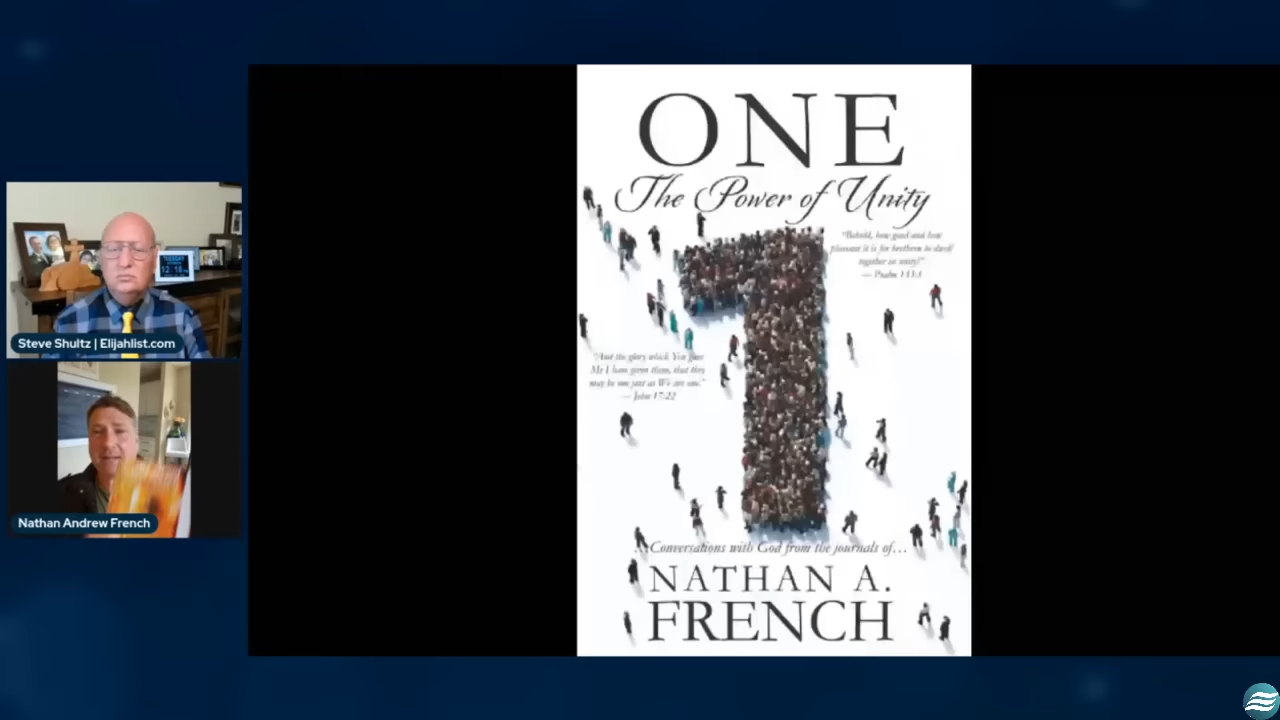 Steve Shultz | Elijahlist.com
Nathan Andrew French
ONE
The Power of Unity
"Behold, how good and how
pleasant it is for brethren to dwell
together in unity!"
— Psalm 133:1
"And the glory which You gave
Me I have given them, that they
may be one just as We are one."
— John 17:22
...Conversations with God from the journals of...
NATHAN A.
FRENCH